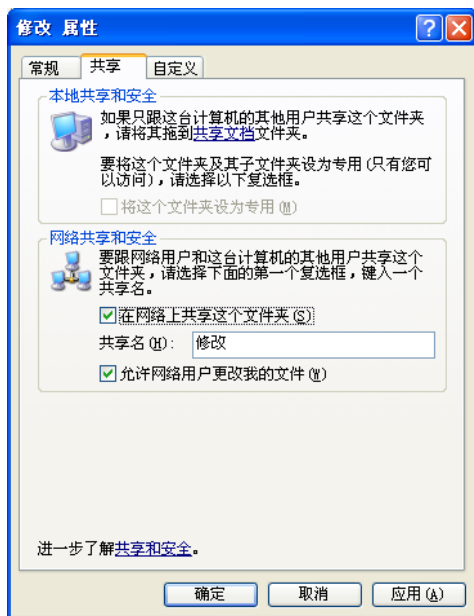 修改 属性
常规 共享 自定义
本地共享和安全
如果只跟这台计算机的其他用户共享这个文件夹
，请将其拖到共享文档文件夹。
要将这个文件夹及其子文件夹设为专用(只有您可
以访问)，请选择以下复选框。
将这个文件夹设为专用(M)
网络共享和安全
要跟网络用户和这台计算机的其他用户共享这个
文件夹，请选择下面的第一个复选框，键入一个
共享名。
在网络上共享这个文件夹(S)
共享名(H): 修改
允许网络用户更改我的文件(W)
进一步了解共享和安全。
确定 取消 应用(A)